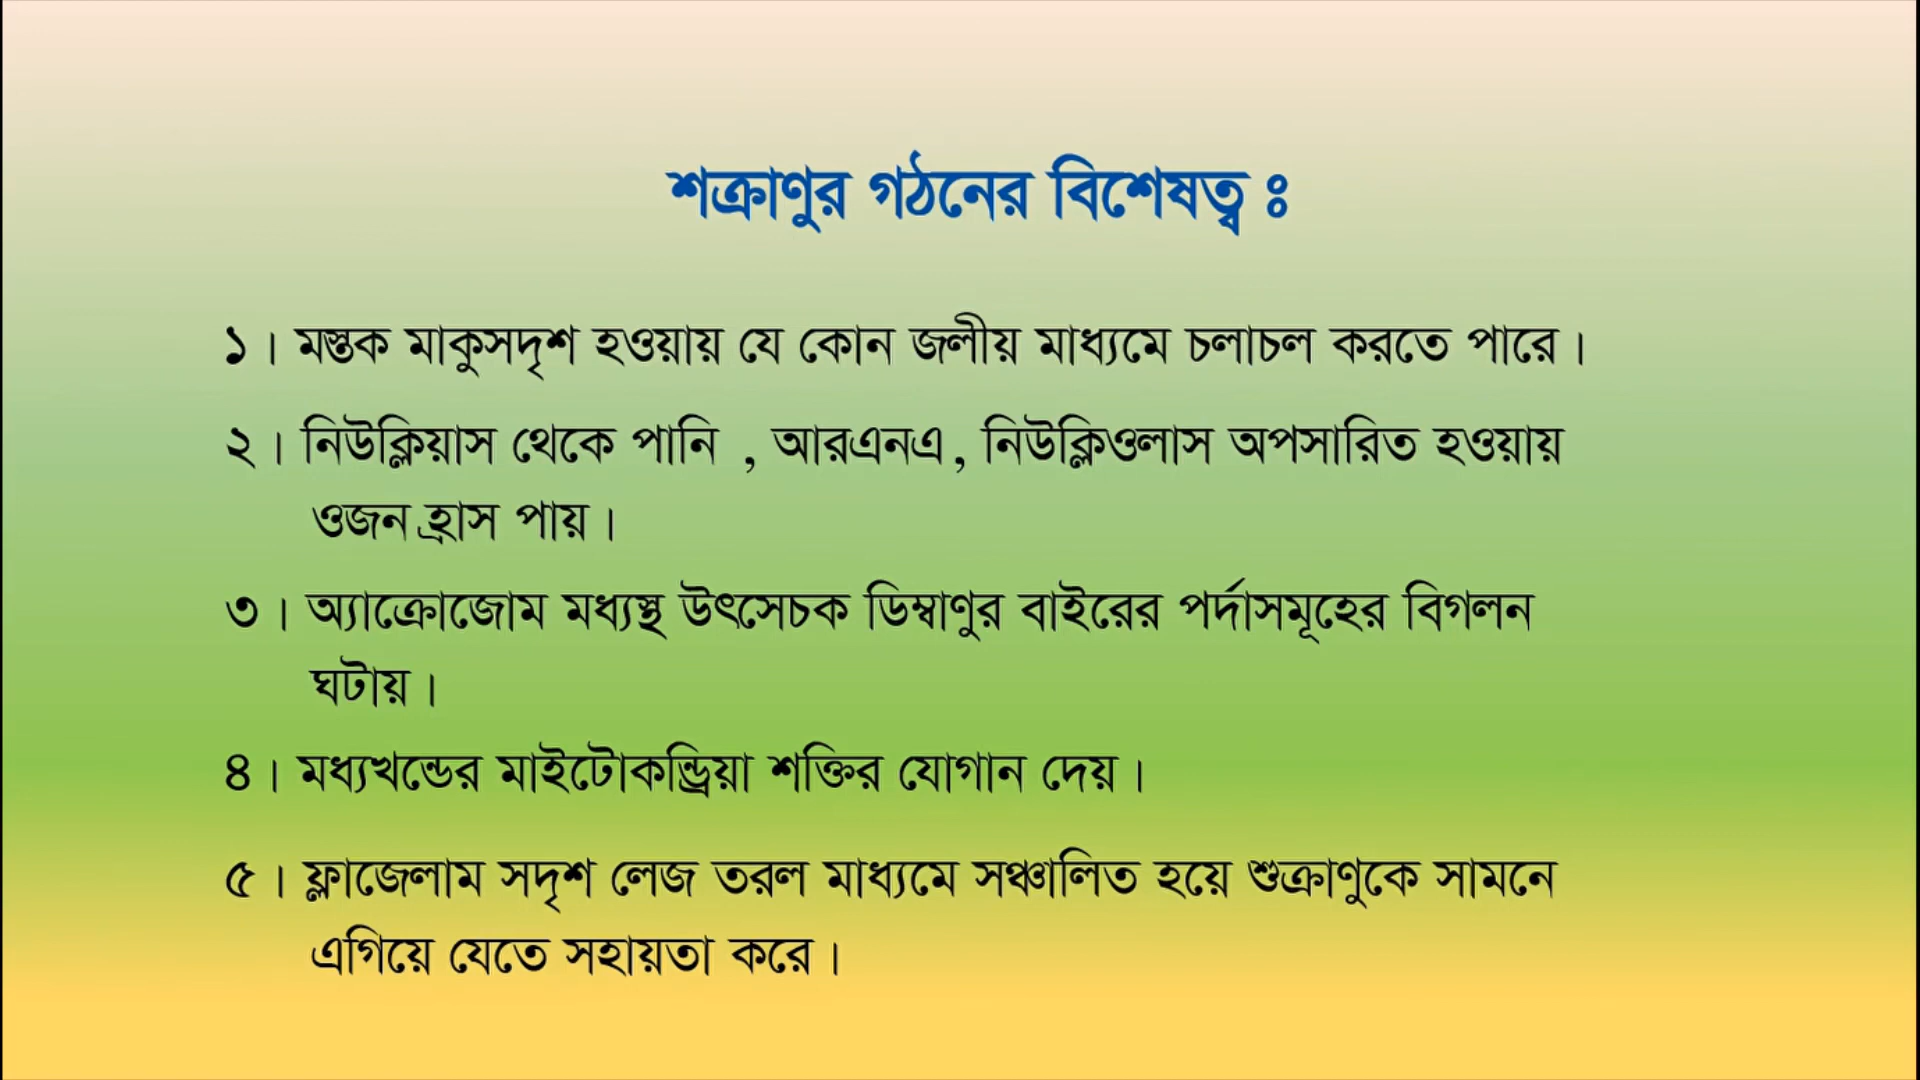 শক্রাণুর গঠনের বিশেষত্ব ঃ
১। মস্তক মাকুসদৃশ হওয়ায় যে কোন জলীয় মাধ্যমে চলাচল করতে পারে।
২। নিউক্লিয়াস থেকে পানি , আরএনএ, নিউক্লিওলাস অপসারিত হওয়ায়
ওজন হ্রাস পায়।
৩। অ্যাক্রোজোম মধ্যস্থ উৎসেচক ডিম্বাণুর বাইরের পর্দাসমূহের বিগলন
ঘটায়।
৪। মধ্যখন্ডের মাইটোকন্ড্রিয়া শক্তির যোগান দেয়।
৫। ফ্লাজেলাম সদৃশ লেজ তরল মাধ্যমে সঞ্চালিত হয়ে শুক্রাণুকে সামনে
এগিয়ে যেতে সহায়তা করে।